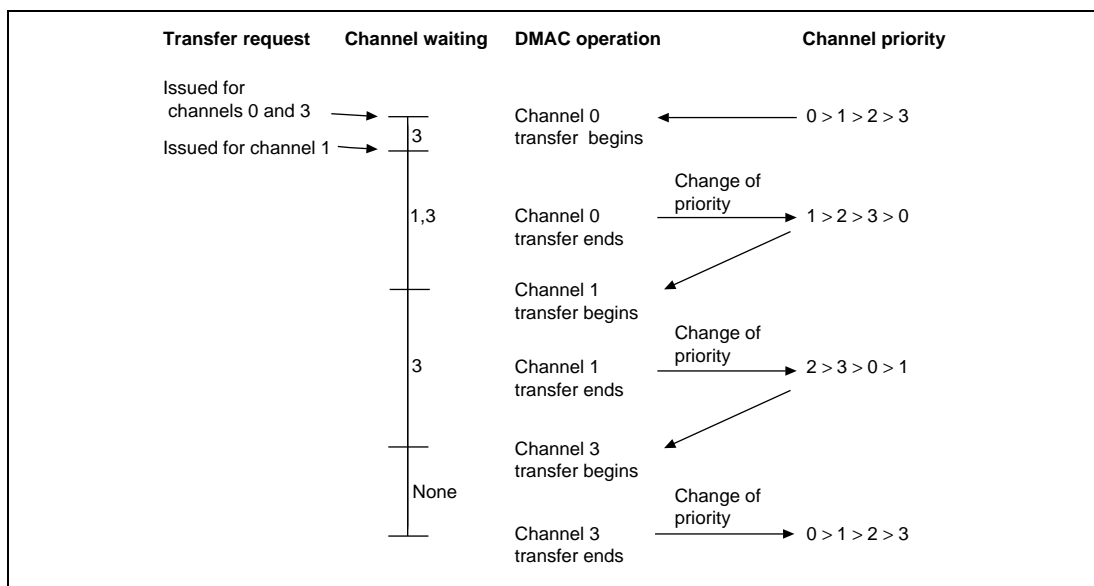 Transfer request Channel waiting DMAC operation Channel priority
Issued for
channels 0 and 3
3
Channel 0
transfer begins
0 > 1 > 2 > 3
Issued for channel 1
1,3
Channel 0
transfer ends
Change of
priority
1 > 2 > 3 > 0
Channel 1
transfer begins
3
Channel 1
transfer ends
Change of
priority
2 > 3 > 0 > 1
Channel 3
transfer begins
None
Channel 3
transfer ends
Change of
priority
0 > 1 > 2 > 3